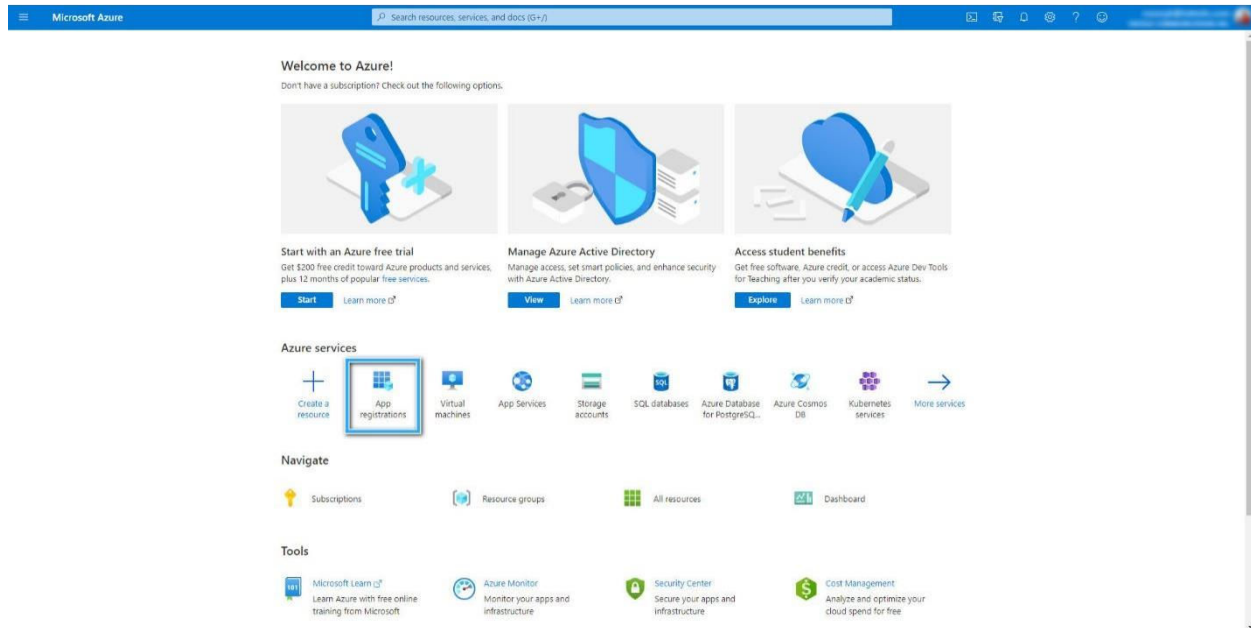 Microsoft Azure
Search resources, services, and docs (G+/)
Welcome to Azure!
Don't have a subscription? Check out the following options.
Start with an Azure free trial
Get $200 free credit toward Azure products and services,
plus 12 months of popular free services.
Start
Learn more
Manage Azure Active Directory
Manage access, set smart policies, and enhance security
with Azure Active Directory.
View
Learn more
Access student benefits
Get free software, Azure credit, or access Azure Dev Tools
for Teaching after you verify your academic status.
Explore
Learn more
Azure services
Create a
resource
App
registrations
Virtual
machines
App Services
Storage
accounts
SQL
SQL databases
Azure Database
for PostgreSQ...
Azure Cosmos
DB
Kubernetes
services
More services
Navigate
Subscriptions
Resource groups
All resources
Dashboard
Tools
101
Microsoft Learn
Learn Azure with free online
training from Microsoft
Azure Monitor
Monitor your apps and
infrastructure
Security Center
Secure your apps and
infrastructure
Cost Management
Analyze and optimize your
cloud spend for free